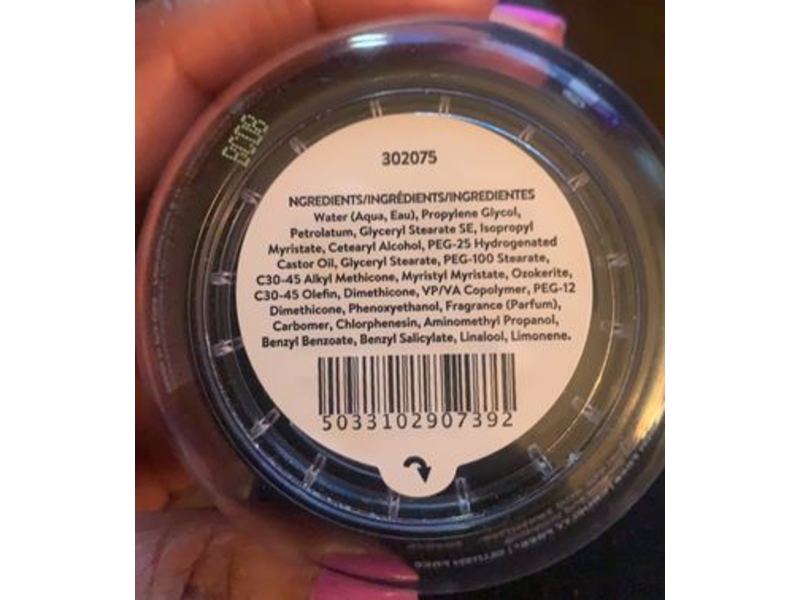 302075
NGREDIENTS/INGRÉDIENTS/INGREDIENTES
Water (Aqua, Eau), Propylene Glycol,
Petrolatum, Glyceryl Stearate SE, Isopropyl
Myristate, Cetearyl Alcohol, PEG-25 Hydrogenated
Castor Oil, Glyceryl Stearate, PEG-100 Stearate,
C30-45 Alkyl Methicone, Myristyl Myristate, Ozokerite,
C30-45 Olefin, Dimethicone, VP/VA Copolymer, PEG-12
Dimethicone, Phenoxyethanol, Fragrance (Parfum),
Carbomer, Chlorphenesin, Aminomethyl Propanol,
Benzyl Benzoate, Benzyl Salicylate, Linalool, Limonene.
5033102907392